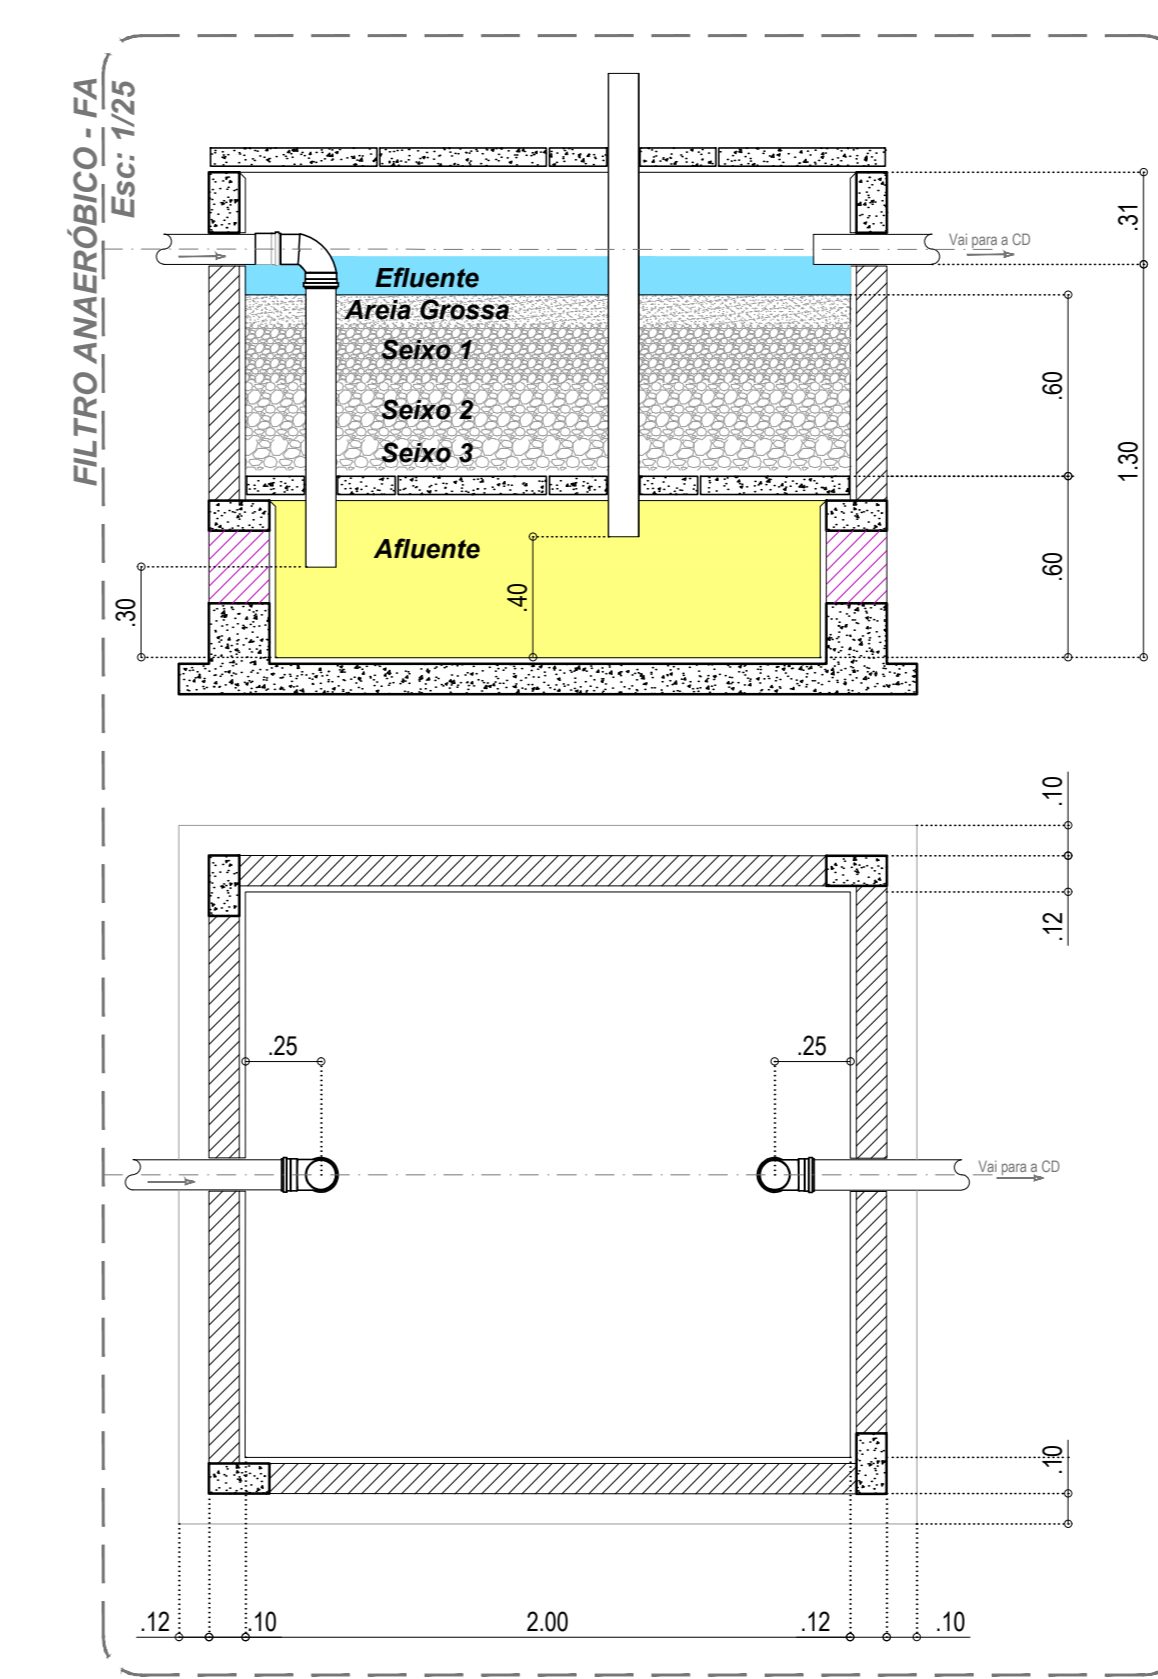 FILTRO ANAERÓBICO - FA
Esc: 1/25
.31
Vai para a CD
Efluente
Areia Grossa
Seixo 1
.60
Seixo 2
Seixo 3
1.30
Afluente
.60
.40
.30
.10
.12
.25
.25
Vai para a CD
.10
.12
.10
2.00
.12
.10